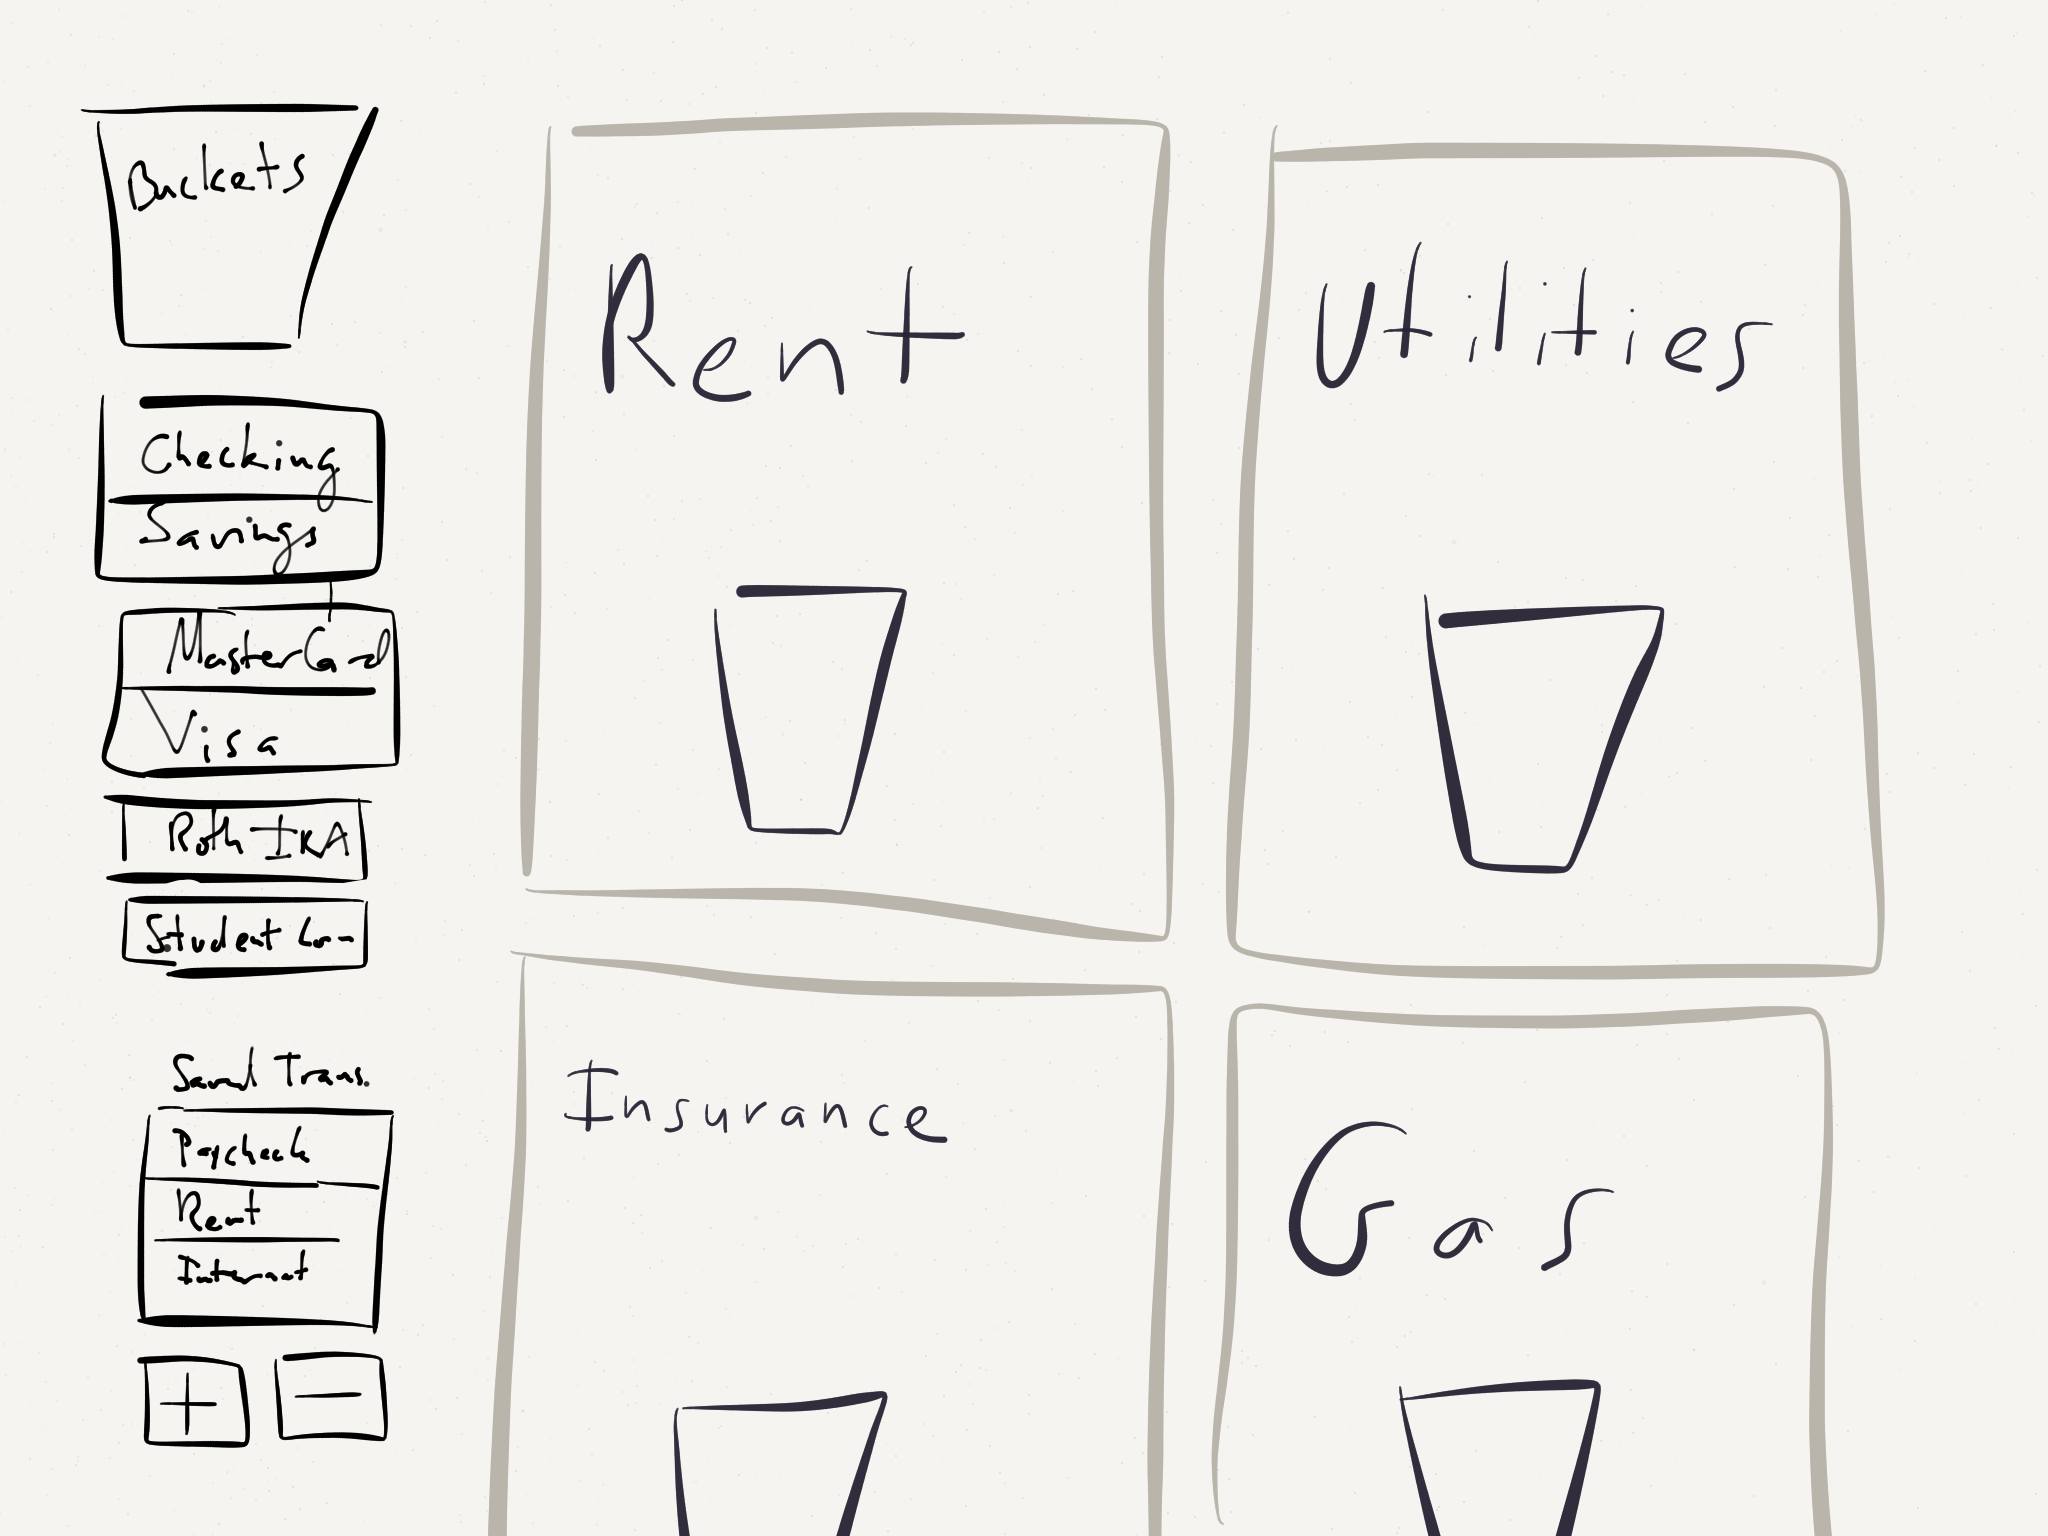 Buckets
Checking
Savings
MasterCard
Visa
Roth IRA
Student Loan
Saved Trans.
Paycheck
Rent
Internet
+ −
Rent
Utilities
Insurance
Gas